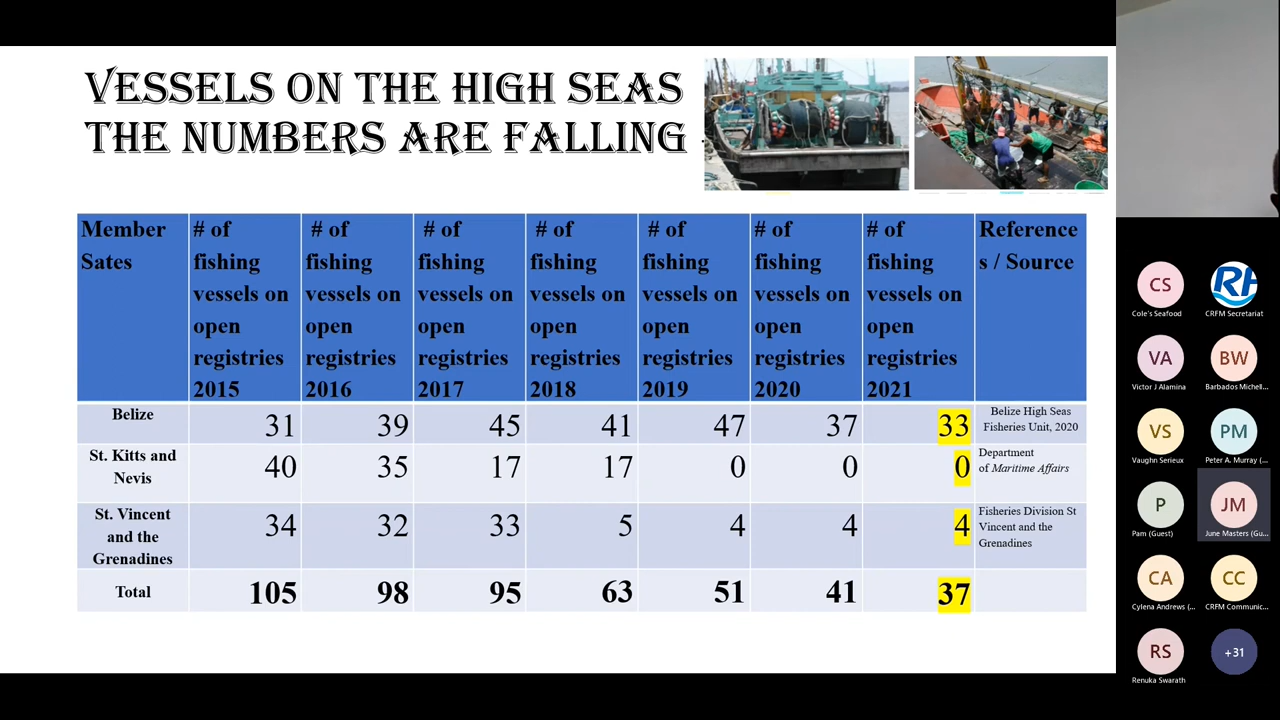 VESSELS ON THE HIGH SEAS
THE NUMBERS ARE FALLING
Member
Sates
# of
fishing
vessels on
open
registries
2015
# of
fishing
vessels on
open
registries
2016
# of
fishing
vessels on
open
registries
2017
# of
fishing
vessels on
open
registries
2018
# of
fishing
vessels on
open
registries
2019
# of
fishing
vessels on
open
registries
2020
# of
fishing
vessels on
open
registries
2021
Reference
s / Source
Belize
31 39 45 41 47 37 33
Belize High Seas
Fisheries Unit, 2020
St. Kitts and
Nevis
40 35 17 17 0 0 0
Department
of Maritime Affairs
St. Vincent
and the
Grenadines
34 32 33 5 4 4 4
Fisheries Division St
Vincent and the
Grenadines
Total 105 98 95 63 51 41 37
CS
Cole's Seafood
RF
CRFM Secretariat
VA
Victor J Alamina
BW
Barbados Michell...
VS
Vaughn Serieux
PM
Peter A. Murray (...
P
Pam (Guest)
JM
June Masters (Gu...
CA
Cylena Andrews (...
CC
CRFM Communic...
RS
Renuka Swarath
+31